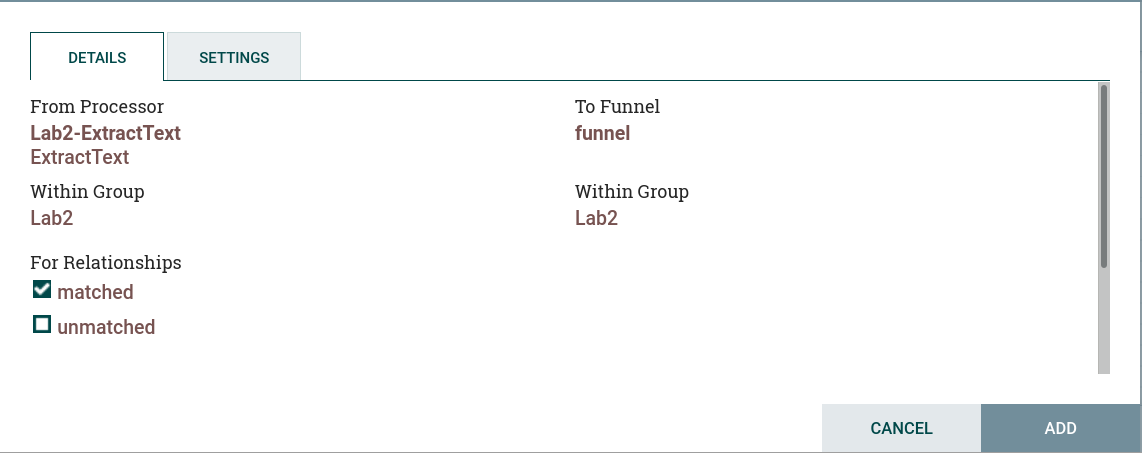 DETAILS
SETTINGS
From Processor
Lab2-ExtractText
ExtractText
To Funnel
funnel
Within Group
Lab2
Within Group
Lab2
For Relationships
matched
unmatched
CANCEL
ADD